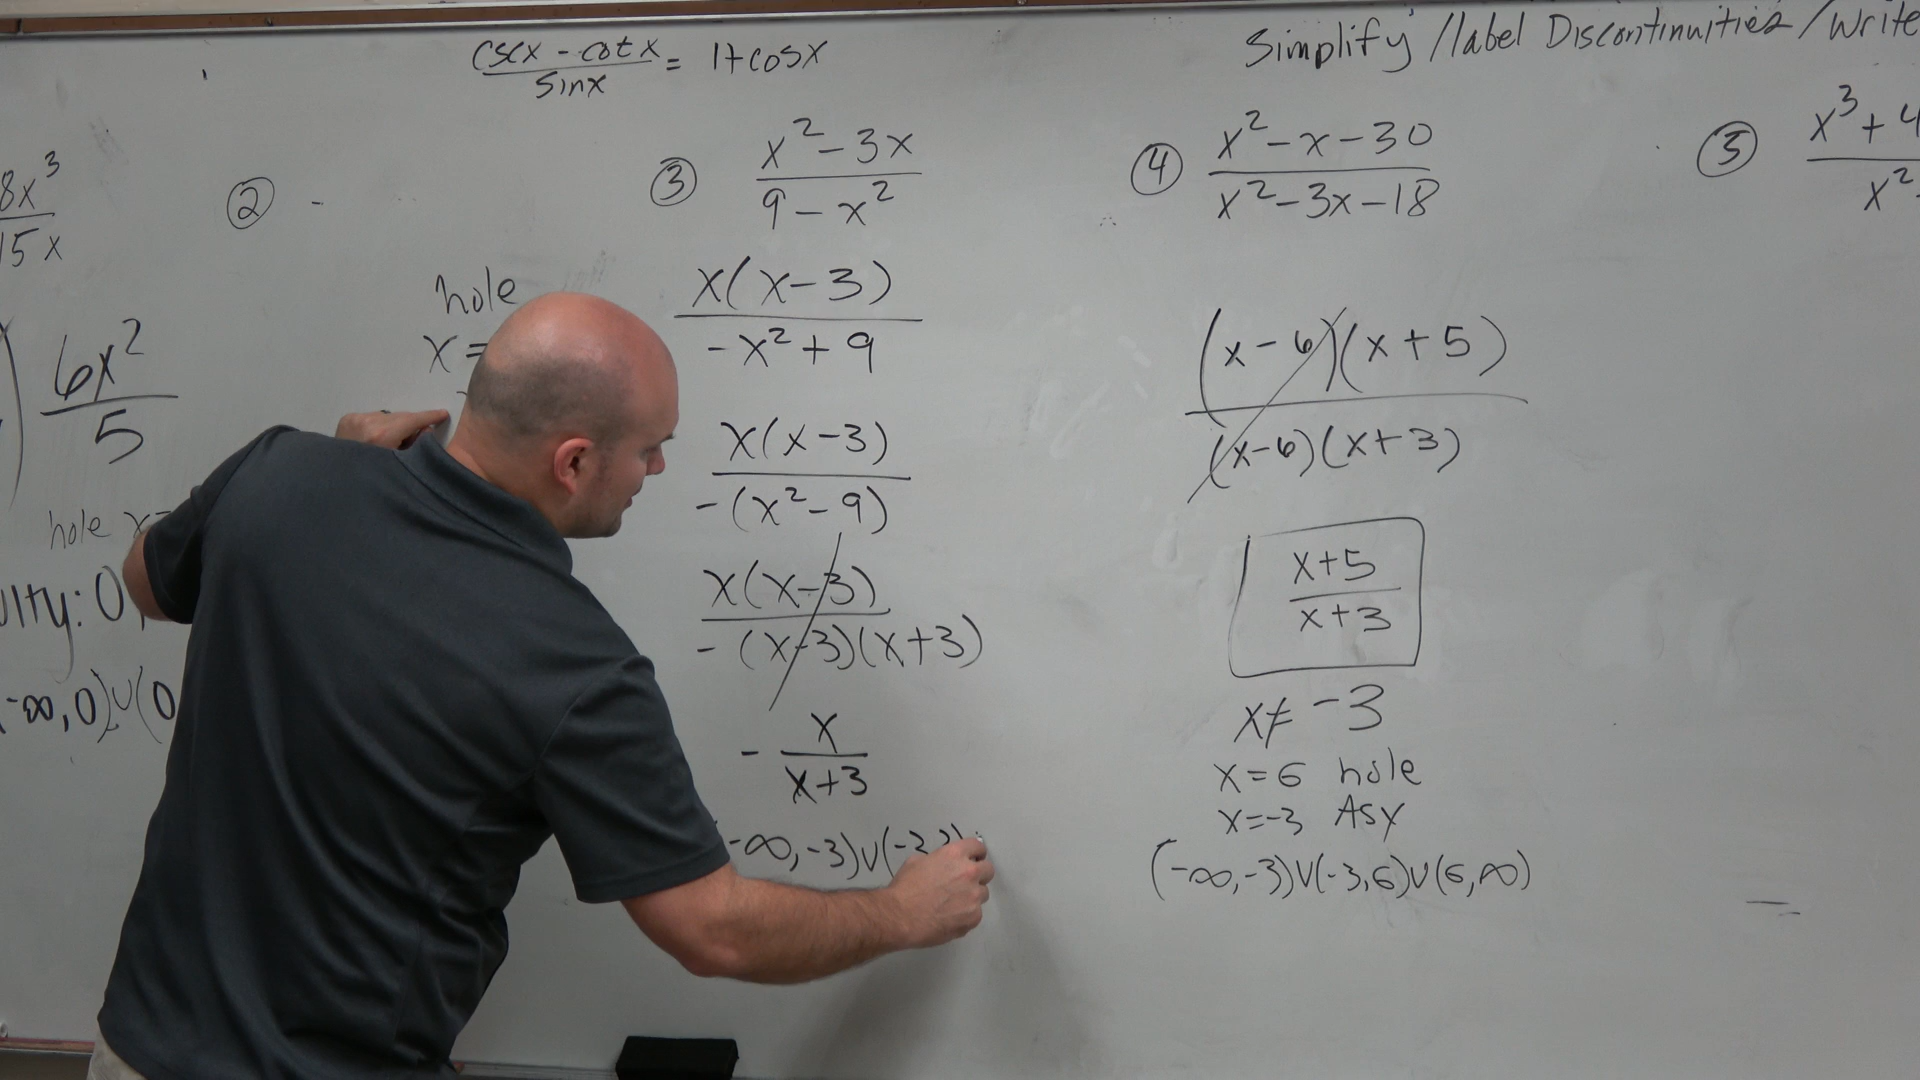 Simplify /label Discontinuities /write
cscx - cotx / sinx = 1+cosx
8x³ / 15x
6x² / 5
hole x=
ulty: 0,
-∞,0)∪(0
②
hole
x=
③ x²-3x / 9-x²
x(x-3) / -x²+9
x(x-3) / -(x²-9)
x(x-3) / -(x-3)(x+3)
- x / x+3
-∞,-3)∪(-3,3)
④ x²-x-30 / x²-3x-18
(x-6)(x+5) / (x-6)(x+3)
x+5 / x+3
x≠-3
x=6 hole
x=-3 Asy
(-∞,-3)∪(-3,6)∪(6,∞)
⑤ x³+4 / x²-